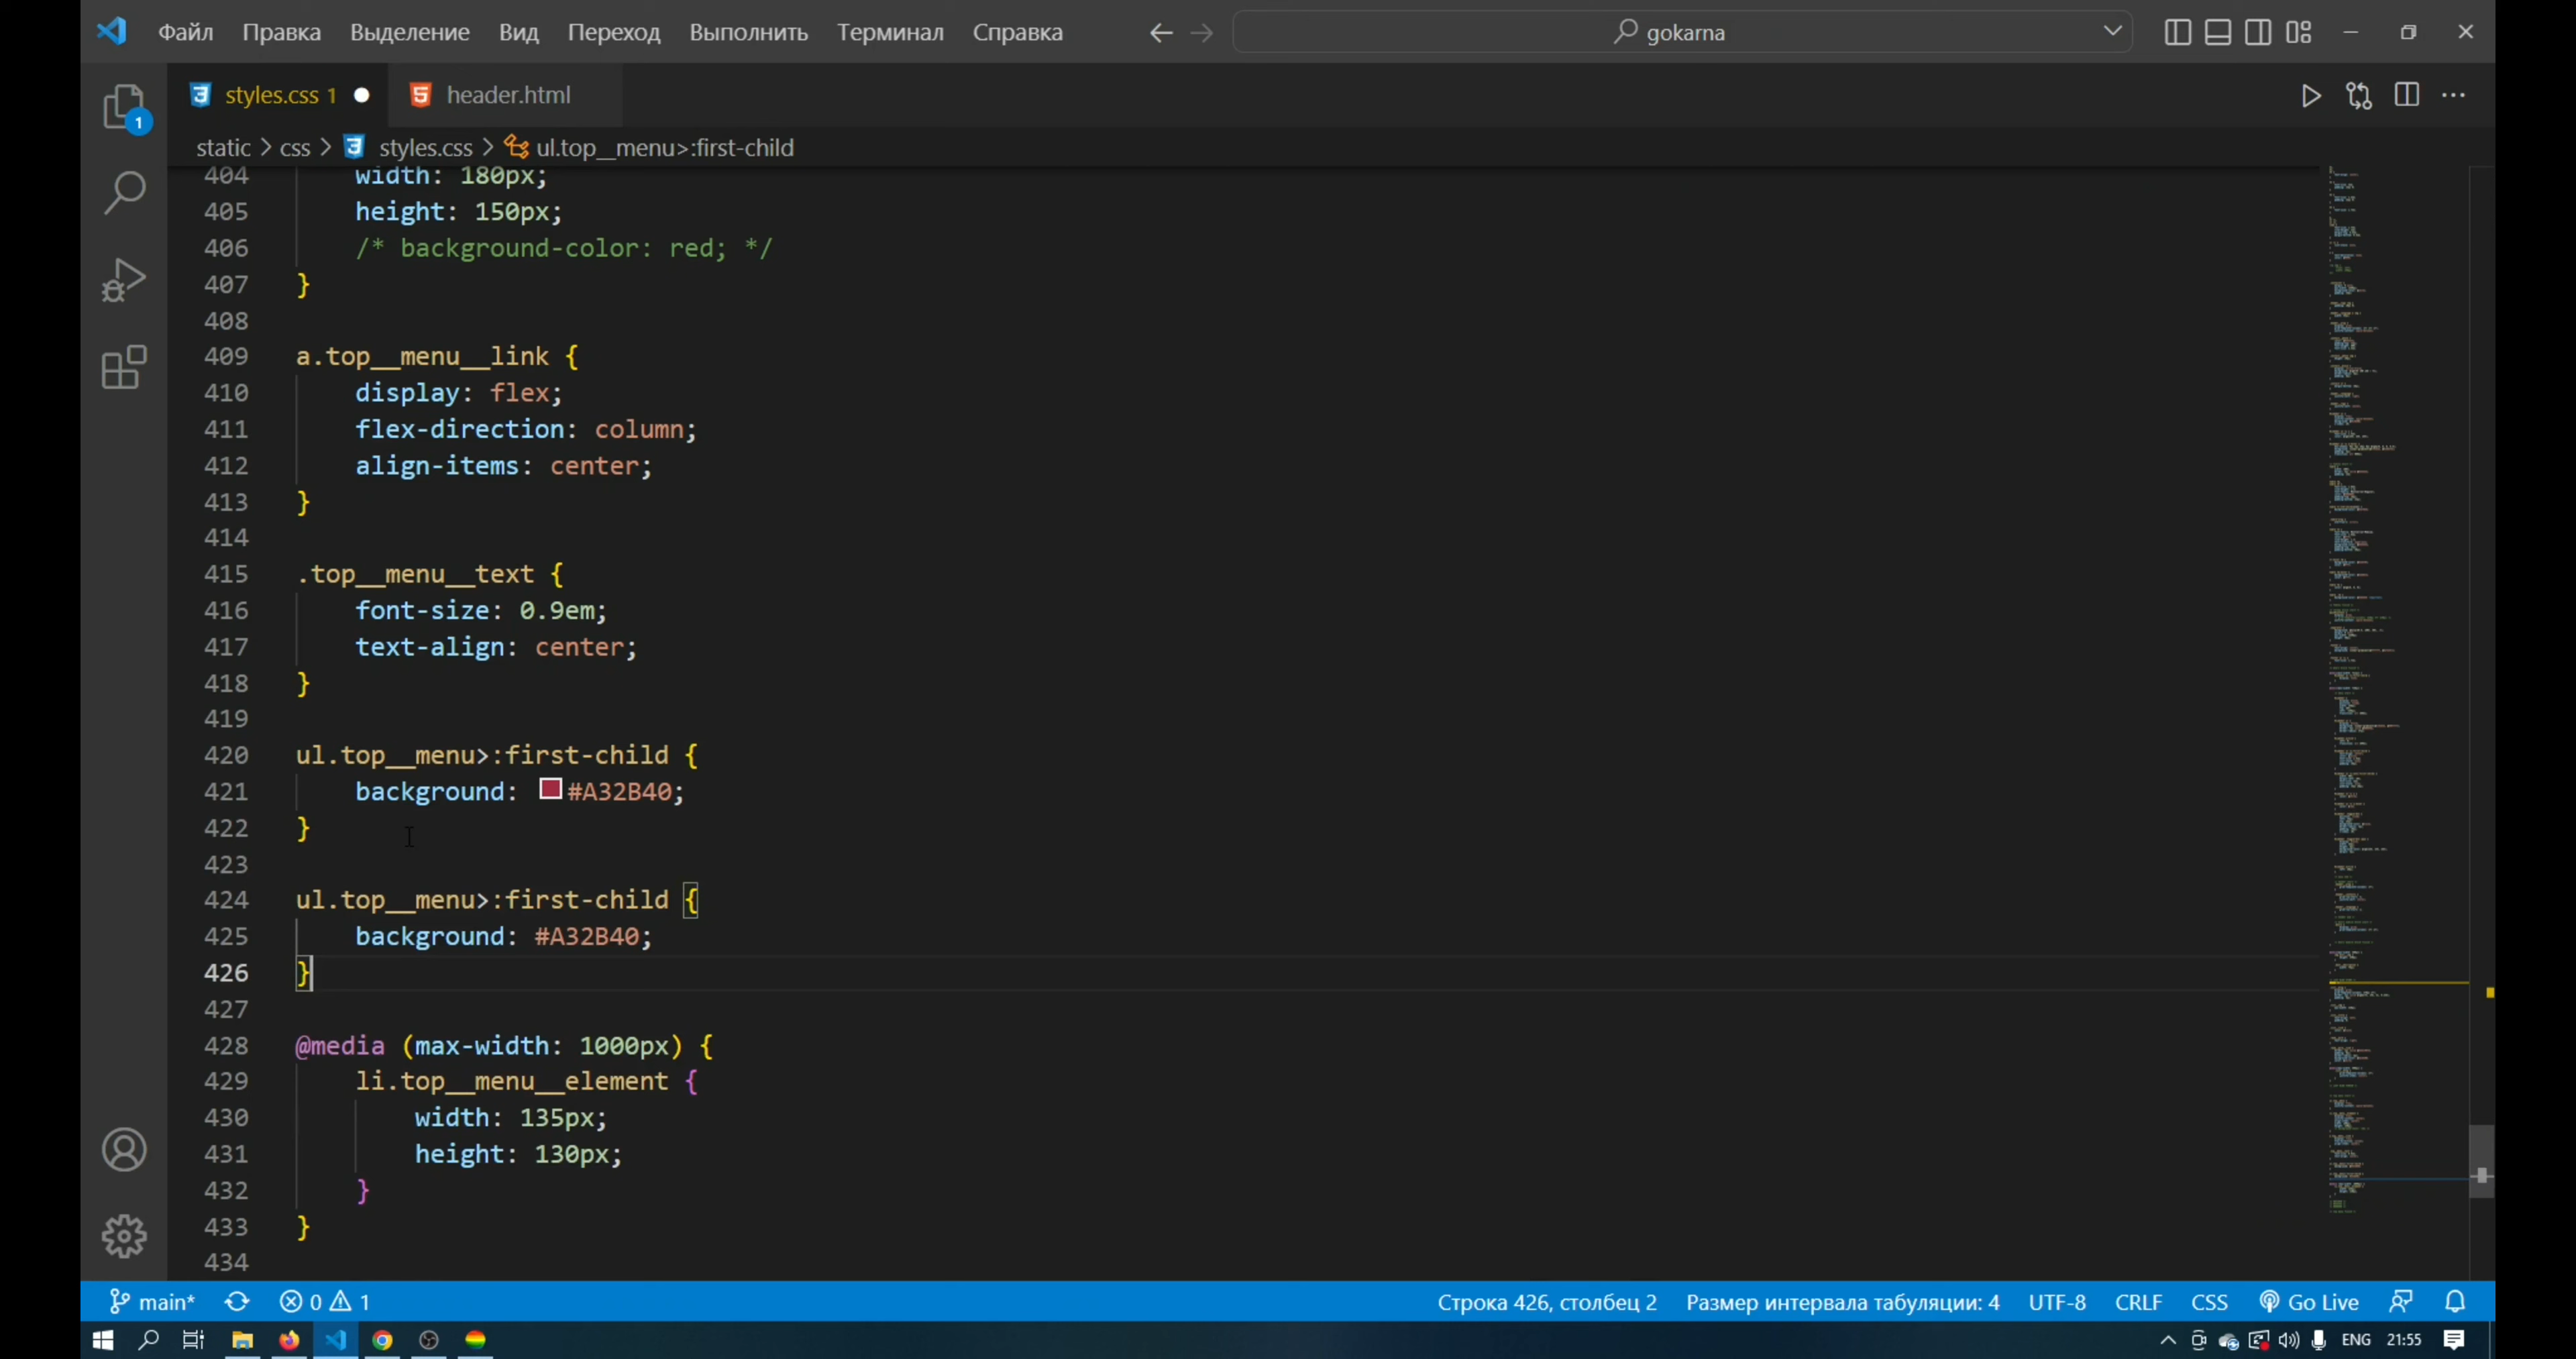 Файл Правка Выделение Вид Переход Выполнить Терминал Справка gokarna
styles.css 1 header.html
static > css > styles.css > ul.top__menu>:first-child
404 width: 180px;
405 height: 150px;
406 /* background-color: red; */
407 }
408
409 a.top__menu__link {
410 display: flex;
411 flex-direction: column;
412 align-items: center;
413 }
414
415 .top__menu__text {
416 font-size: 0.9em;
417 text-align: center;
418 }
419
420 ul.top__menu>:first-child {
421 background: #A32B40;
422 }
423
424 ul.top__menu>:first-child {
425 background: #A32B40;
426 }
427
428 @media (max-width: 1000px) {
429 li.top__menu__element {
430 width: 135px;
431 height: 130px;
432 }
433 }
434
1
main* 0 1 Строка 426, столбец 2 Размер интервала табуляции: 4 UTF-8 CRLF CSS Go Live
ENG 21:55